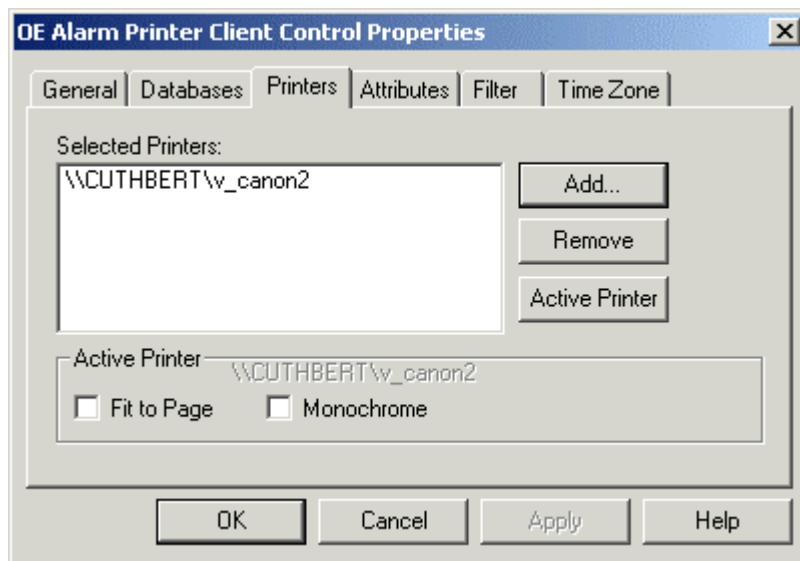 OE Alarm Printer Client Control Properties
General Databases Printers Attributes Filter Time Zone
Selected Printers:
\\CUTHBERT\v_canon2
Add...
Remove
Active Printer
Active Printer
\\CUTHBERT\v_canon2
Fit to Page Monochrome
OK Cancel Apply Help